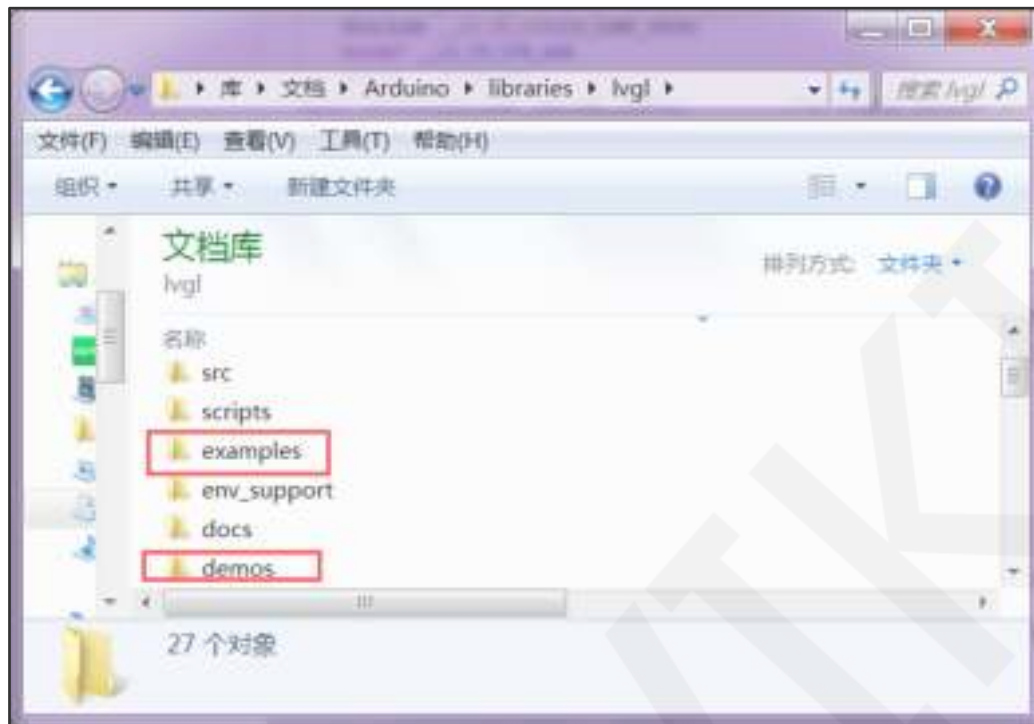 库 文档 Arduino libraries lvgl 搜索 lvgl
文件(F) 编辑(E) 查看(V) 工具(T) 帮助(H)
组织 共享 新建文件夹
文档库
lvgl
排列方式: 文件夹
名称
src
scripts
examples
env_support
docs
demos
27 个对象